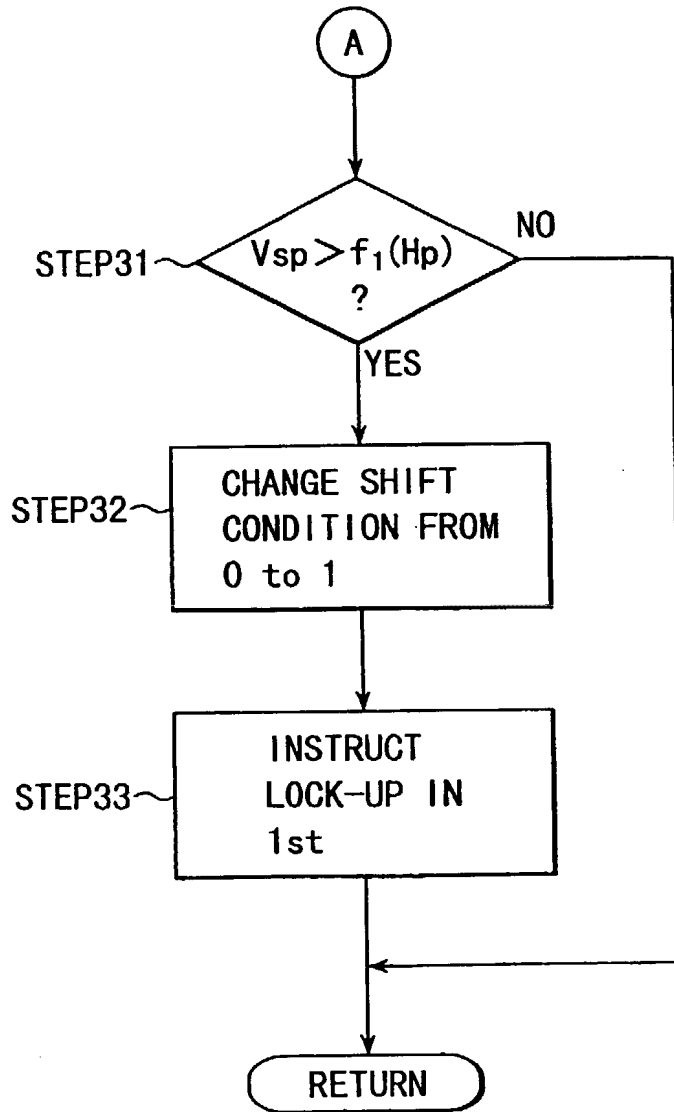 A
NO
STEP31
Vsp>f₁(Hp)
?
YES
STEP32
CHANGE SHIFT
CONDITION FROM
0 to 1
STEP33
INSTRUCT
LOCK-UP IN
1st
RETURN